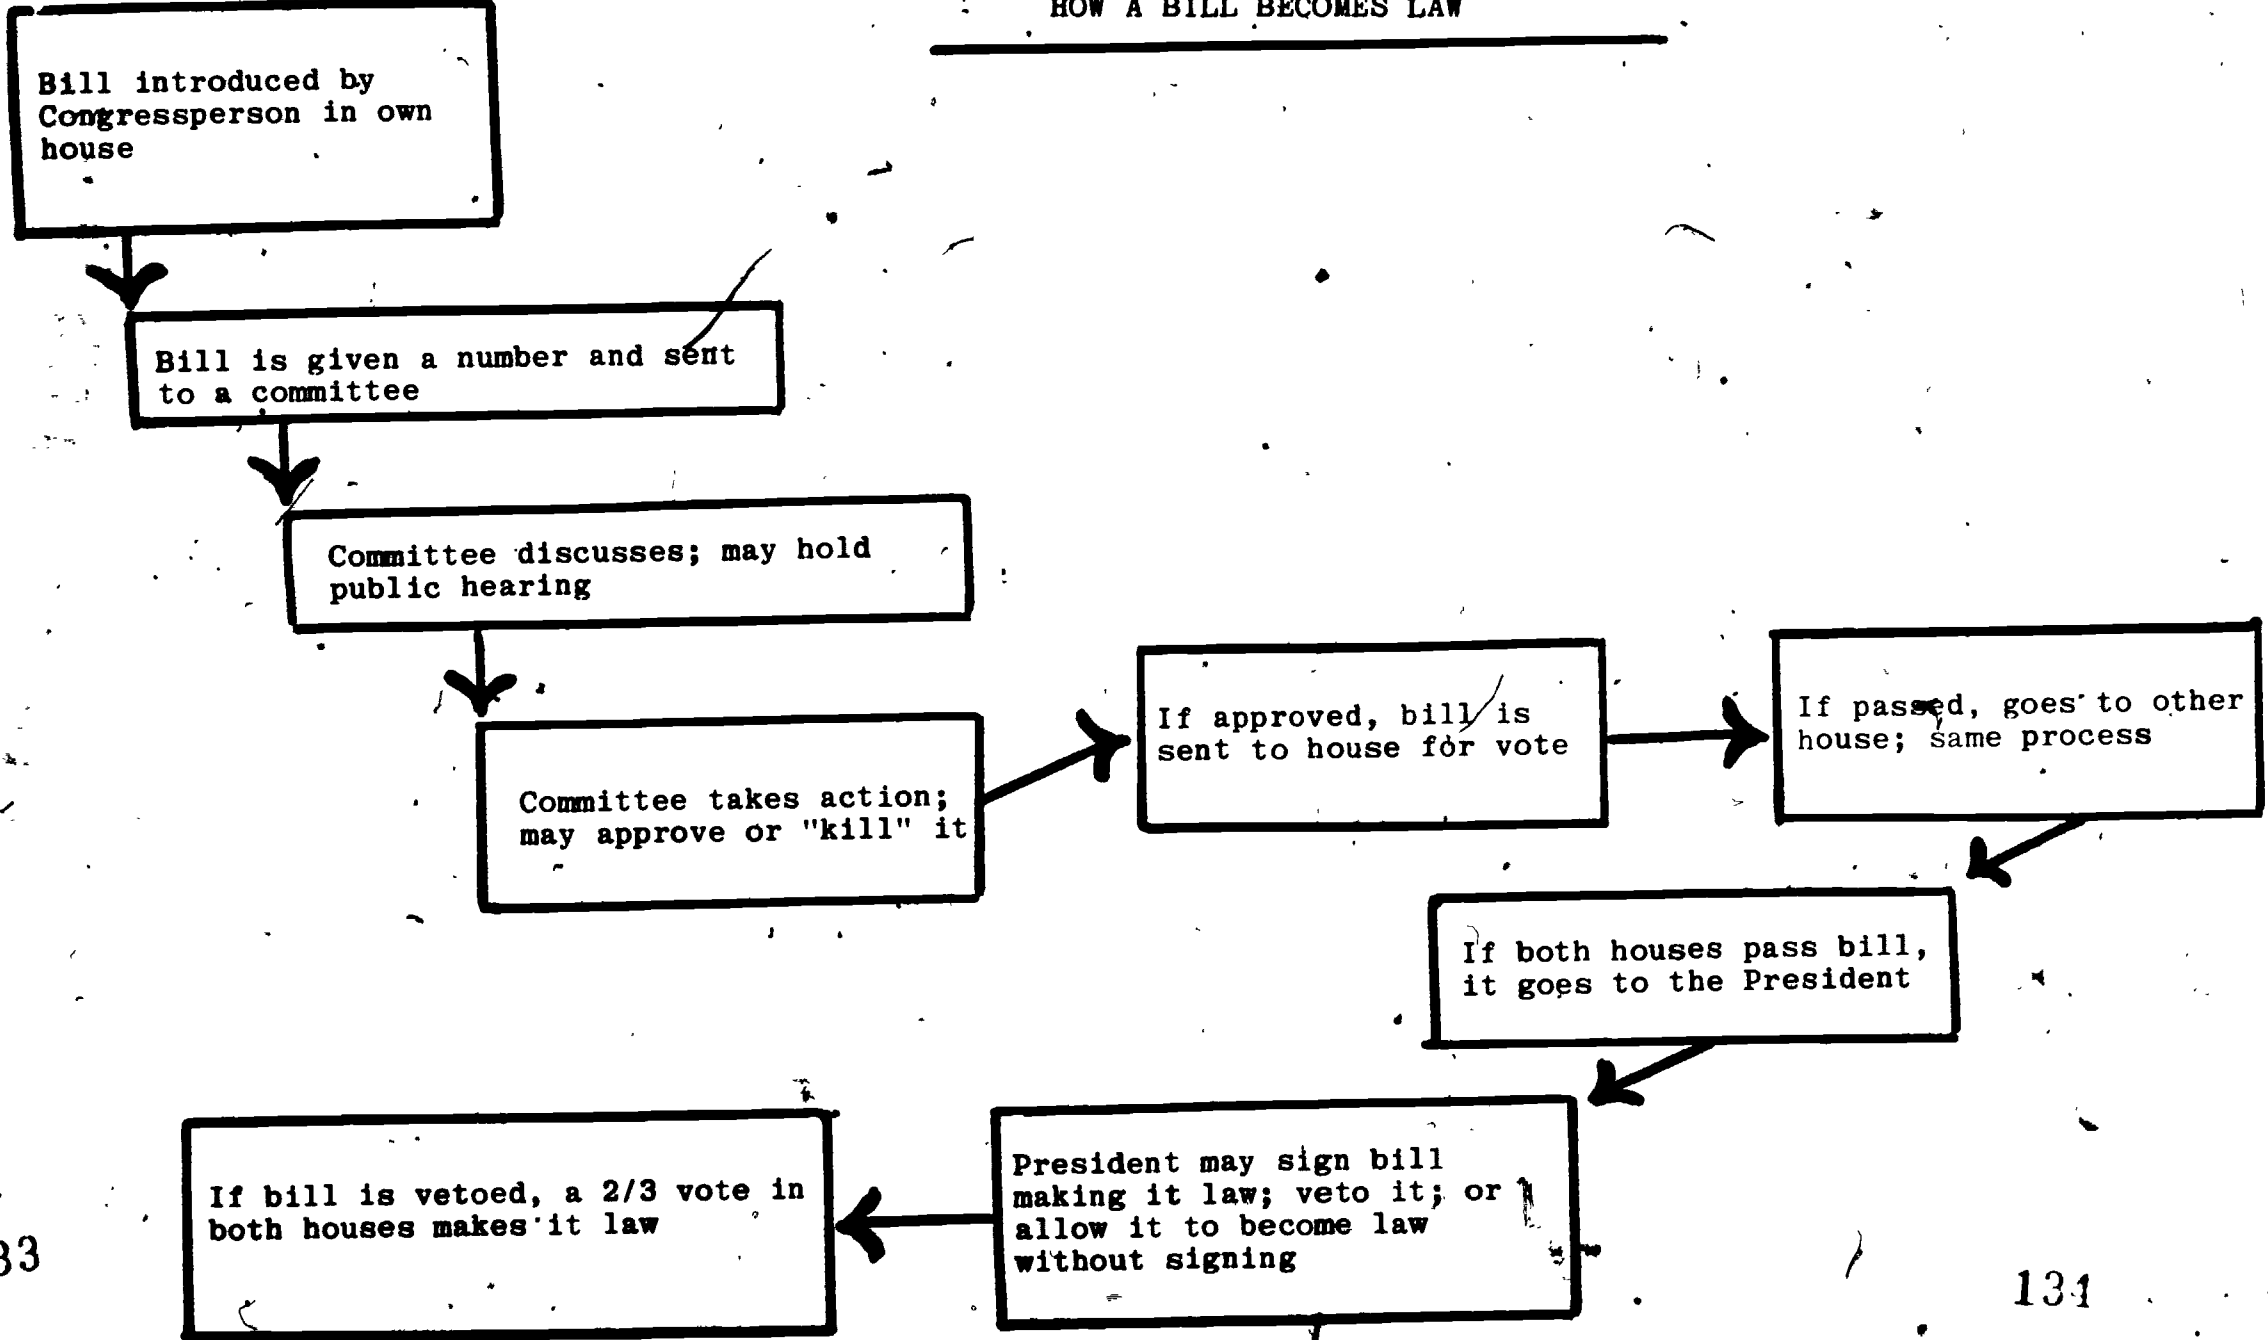 HOW A BILL BECOMES LAW
Bill introduced by
Congressperson in own
house
Bill is given a number and sent
to a committee
Committee discusses; may hold
public hearing
Committee takes action;
may approve or "kill" it
If approved, bill is
sent to house for vote
If passed, goes to other
house; same process
If both houses pass bill,
it goes to the President
President may sign bill
making it law; veto it; or
allow it to become law
without signing
If bill is vetoed, a 2/3 vote in
both houses makes it law
33